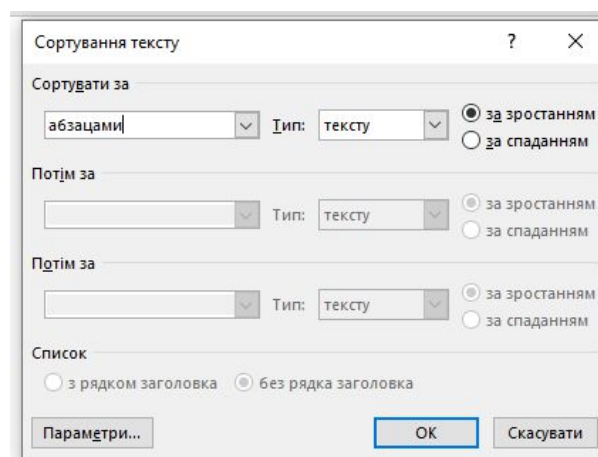 Сортування тексту ?
Сортувати за
абзацами Тип: тексту за зростанням
за спаданням
Потім за
Тип: тексту за зростанням
за спаданням
Потім за
Тип: тексту за зростанням
за спаданням
Список
з рядком заголовка без рядка заголовка
Параметри... ОК Скасувати